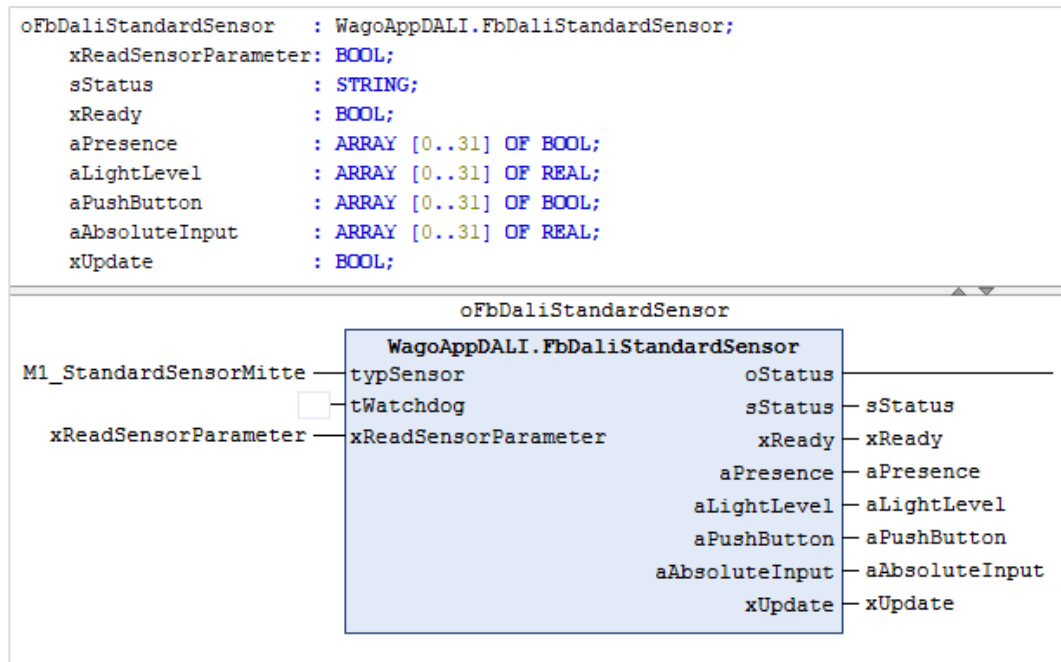 oFbDaliStandardSensor : WagoAppDALI.FbDaliStandardSensor;
xReadSensorParameter: BOOL;
sStatus : STRING;
xReady : BOOL;
aPresence : ARRAY [0..31] OF BOOL;
aLightLevel : ARRAY [0..31] OF REAL;
aPushButton : ARRAY [0..31] OF BOOL;
aAbsoluteInput : ARRAY [0..31] OF REAL;
xUpdate : BOOL;
oFbDaliStandardSensor
WagoAppDALI.FbDaliStandardSensor
M1_StandardSensorMitte typSensor oStatus
tWatchdog sStatus sStatus
xReadSensorParameter xReadSensorParameter xReady xReady
aPresence aPresence
aLightLevel aLightLevel
aPushButton aPushButton
aAbsoluteInput aAbsoluteInput
xUpdate xUpdate